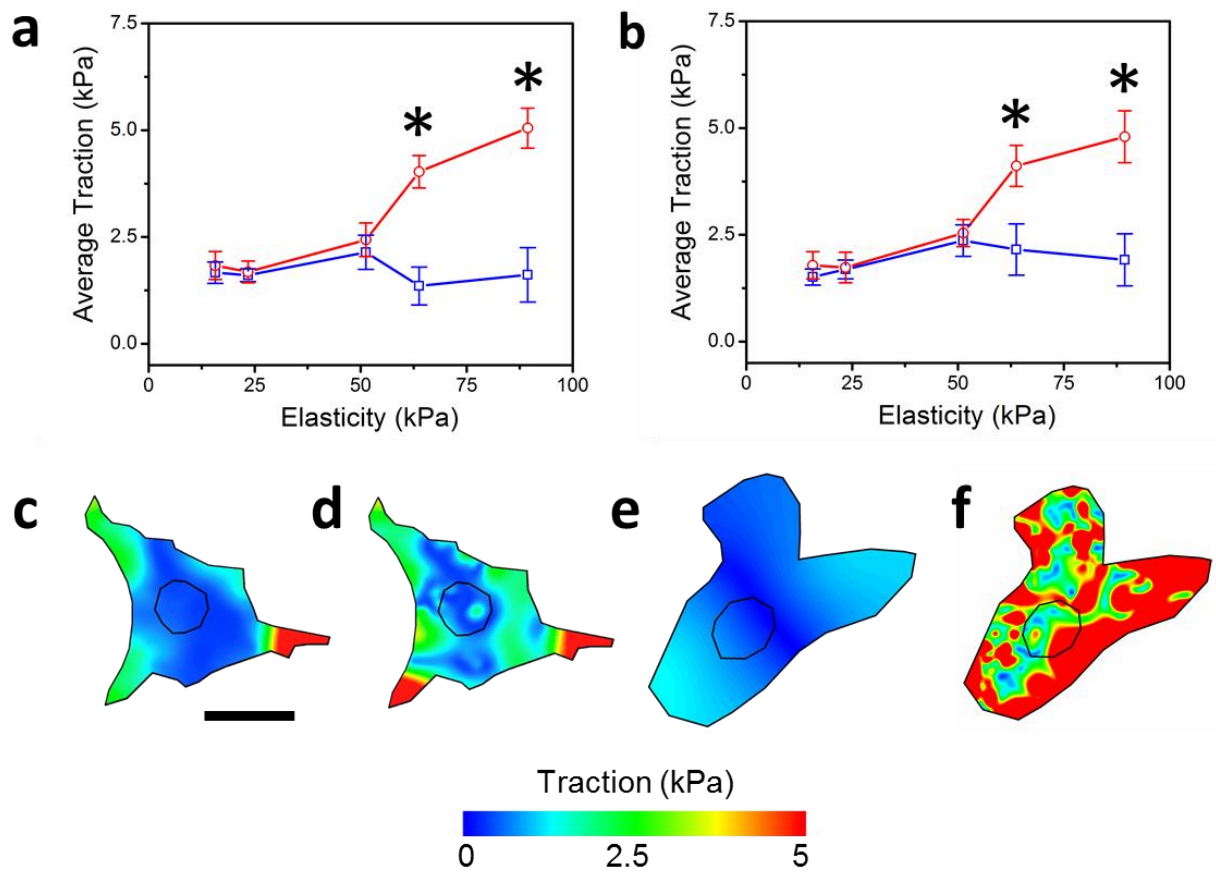 a
b
7.5
5.0
2.5
0.0
Average Traction (kPa)
* *
0 25 50 75 100
Elasticity (kPa)
7.5
5.0
2.5
0.0
Average Traction (kPa)
* *
0 25 50 75 100
Elasticity (kPa)
c
d
e
f
Traction (kPa)
0 2.5 5